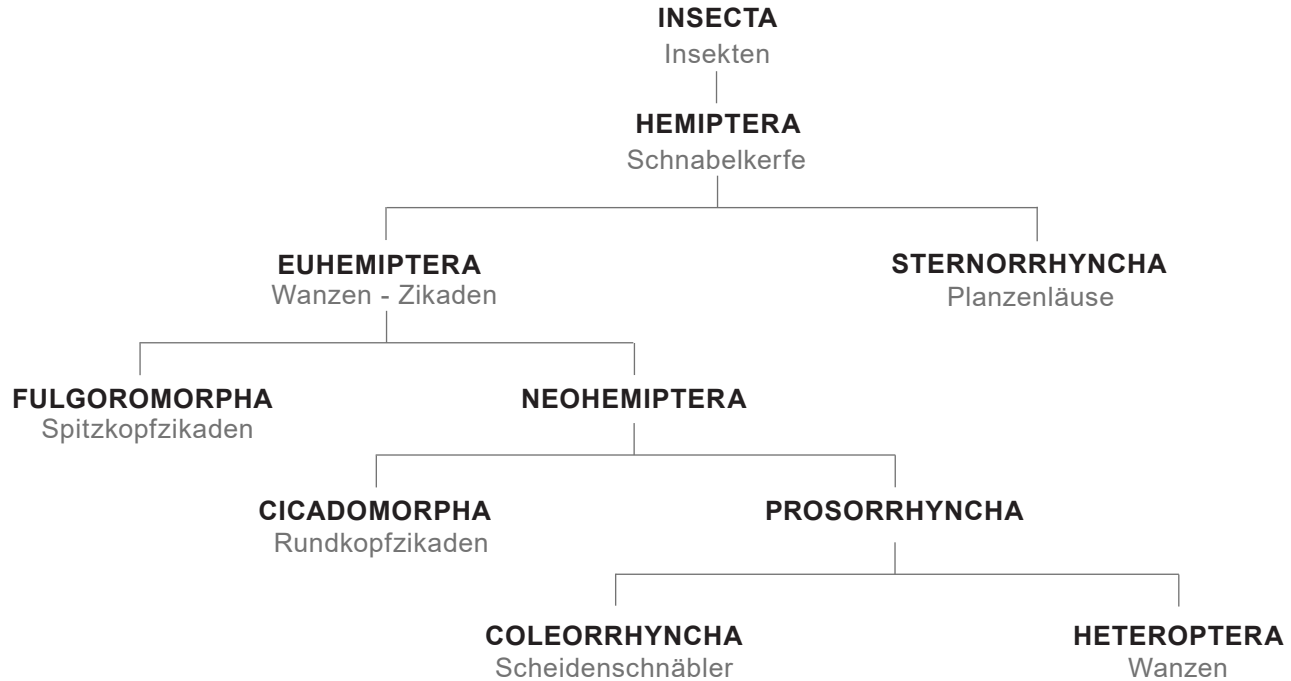 INSECTA
Insekten
HEMIPTERA
Schnabelkerfe
EUHEMIPTERA
Wanzen - Zikaden
STERNORRHYNCHA
Planzenläuse
FULGOROMORPHA
Spitzkopfzikaden
NEOHEMIPTERA
CICADOMORPHA
Rundkopfzikaden
PROSORRHYNCHA
COLEORRHYNCHA
Scheidenschnäbler
HETEROPTERA
Wanzen